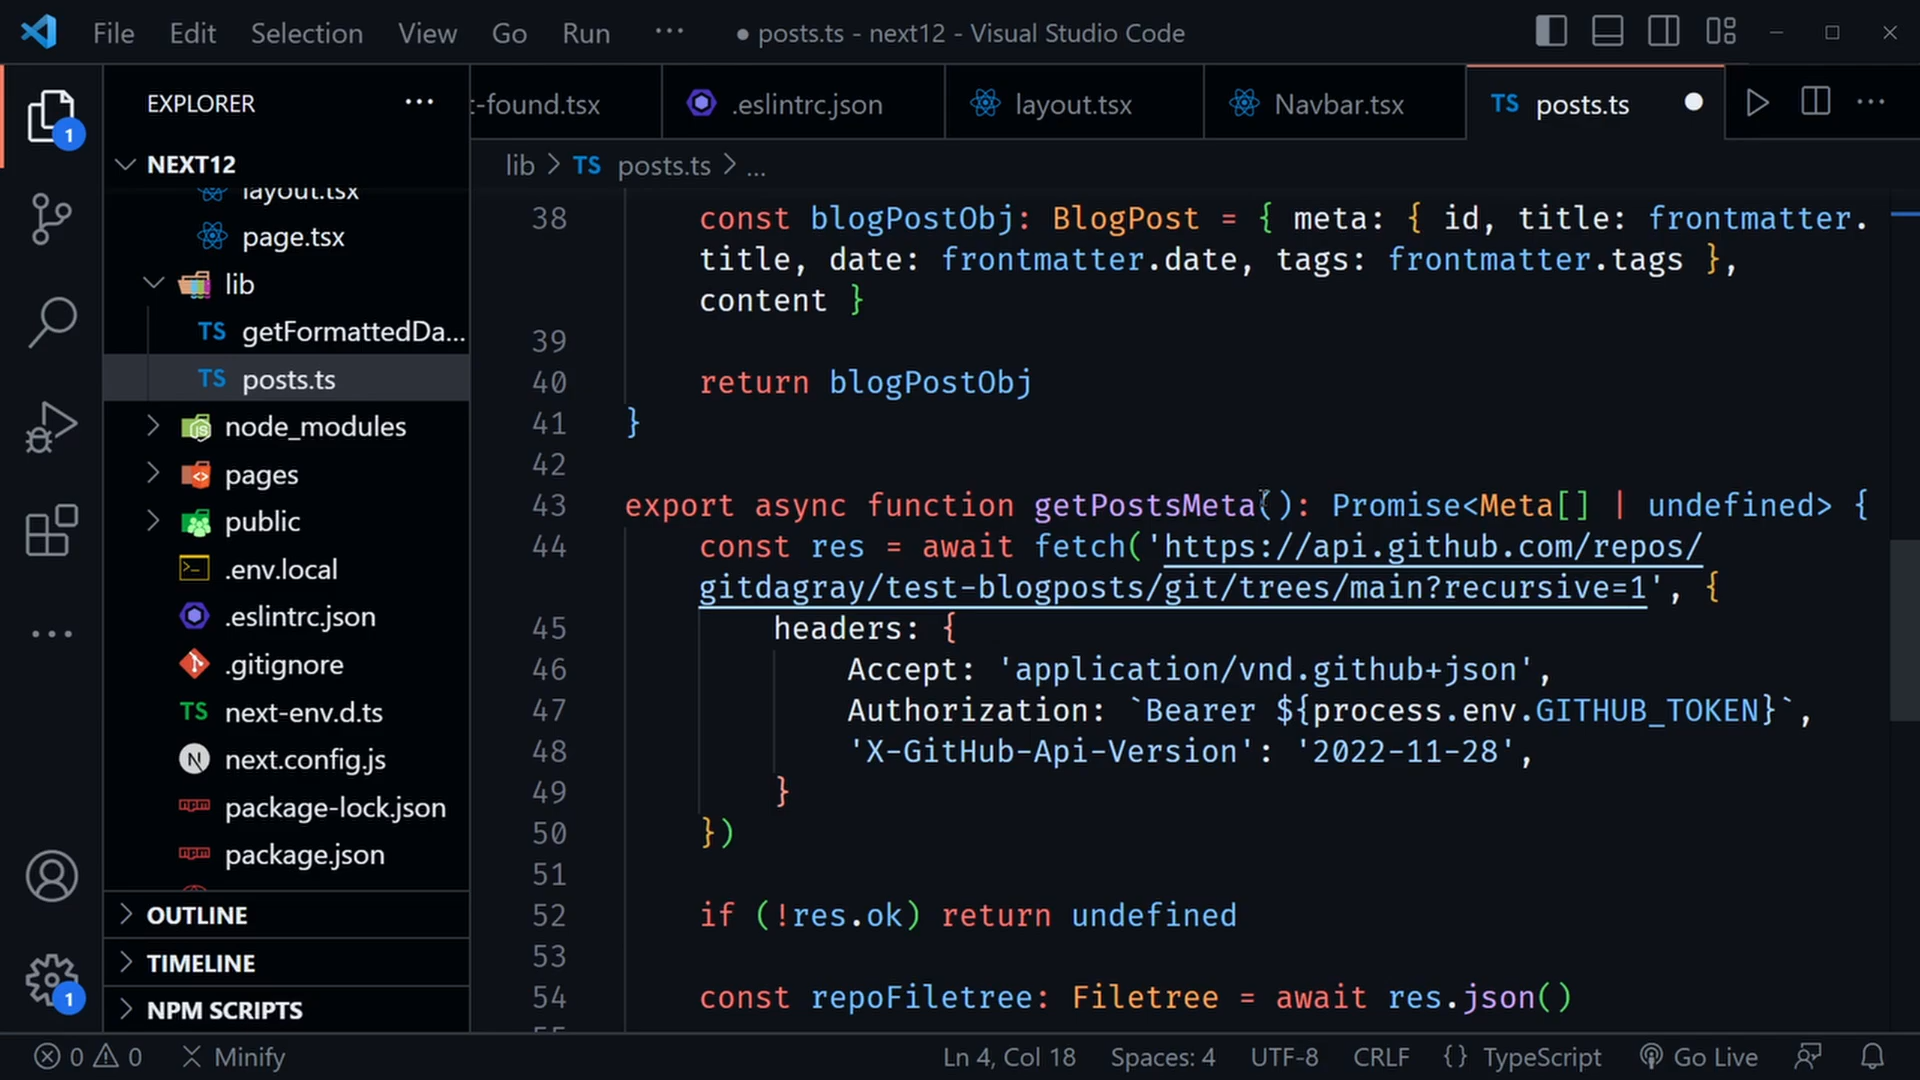 File Edit Selection View Go Run ··· ● posts.ts - next12 - Visual Studio Code
EXPLORER ···
-found.tsx
.eslintrc.json
layout.tsx
Navbar.tsx
TS posts.ts ●
1
NEXT12
layout.tsx
page.tsx
lib
TS getFormattedDa...
TS posts.ts
node_modules
pages
public
.env.local
.eslintrc.json
.gitignore
TS next-env.d.ts
N next.config.js
npm package-lock.json
npm package.json
OUTLINE
TIMELINE
NPM SCRIPTS
1
lib > TS posts.ts > ...
38 const blogPostObj: BlogPost = { meta: { id, title: frontmatter.
title, date: frontmatter.date, tags: frontmatter.tags },
content }
39
40 return blogPostObj
41 }
42
43 export async function getPostsMeta(): Promise<Meta[] | undefined> {
44 const res = await fetch('https://api.github.com/repos/
gitdagray/test-blogposts/git/trees/main?recursive=1', {
45 headers: {
46 Accept: 'application/vnd.github+json',
47 Authorization: `Bearer ${process.env.GITHUB_TOKEN}`,
48 'X-GitHub-Api-Version': '2022-11-28',
49 }
50 })
51
52 if (!res.ok) return undefined
53
54 const repoFiletree: Filetree = await res.json()
0 0 Minify Ln 4, Col 18 Spaces: 4 UTF-8 CRLF {} TypeScript Go Live